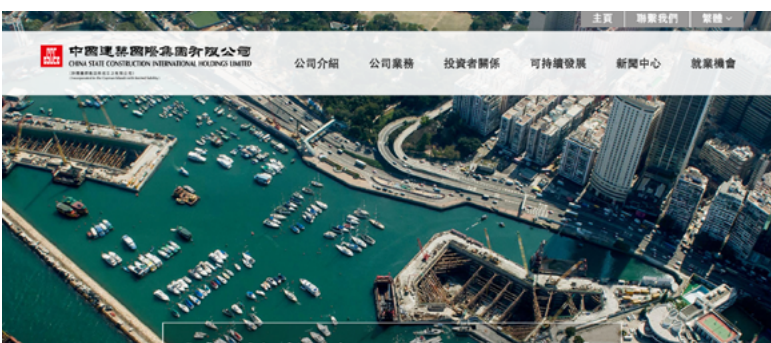 主頁
聯繫我們
繁體
中國建築國際集團有限公司
CHINA STATE CONSTRUCTION INTERNATIONAL HOLDINGS LIMITED
公司介紹
公司業務
投資者關係
可持續發展
新聞中心
就業機會